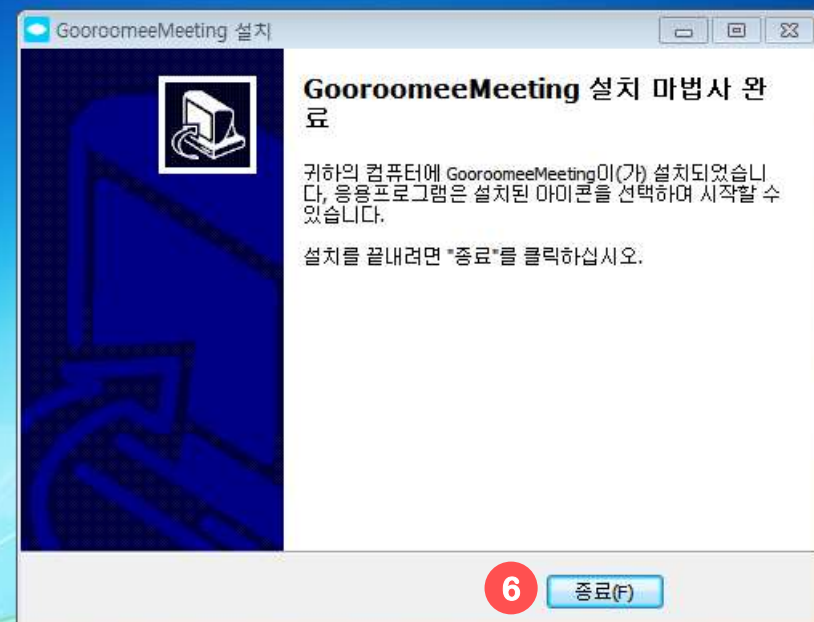 GooroomeeMeeting 설치
GooroomeeMeeting 설치 마법사 완
료
귀하의 컴퓨터에 GooroomeeMeeting이(가) 설치되었습니
다, 응용프로그램은 설치된 아이콘을 선택하여 시작할 수
있습니다.
설치를 끝내려면 "종료"를 클릭하십시오.
6 종료(F)